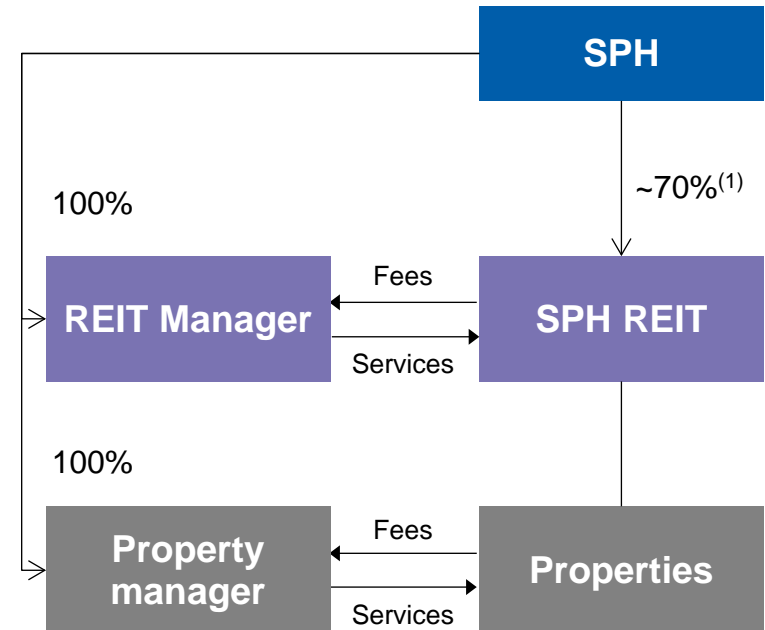 SPH
~70%(1)
100%
REIT Manager
Fees
Services
SPH REIT
100%
Property
manager
Fees
Services
Properties